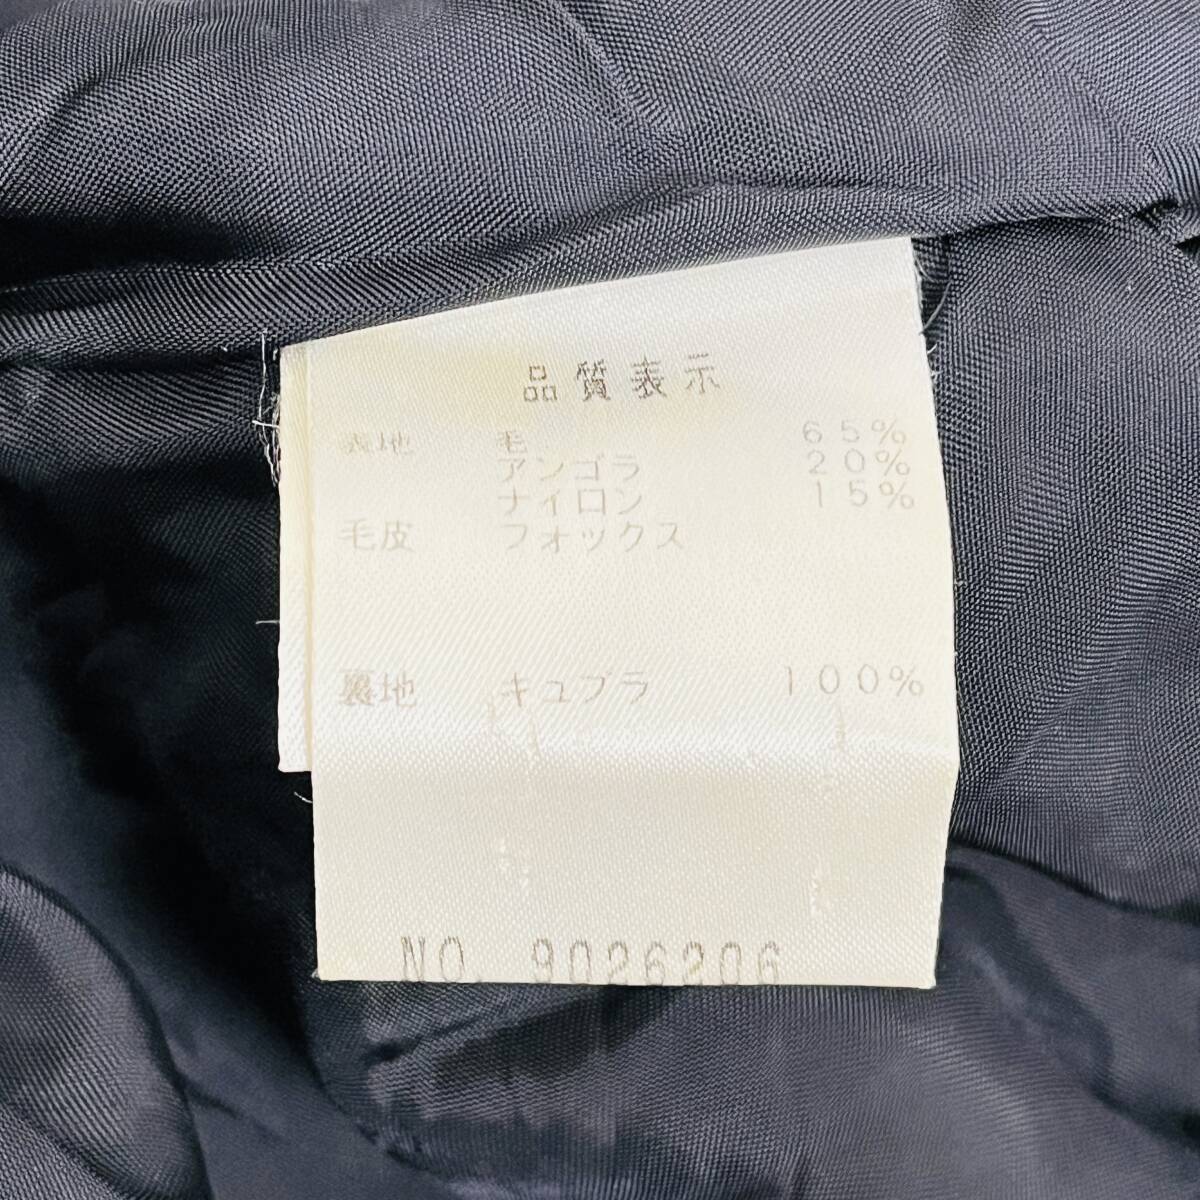 品質表示
表地 毛 65%
アンゴラ 20%
ナイロン 15%
毛皮 フォックス
裏地 キュプラ 100%
NO. 9026206